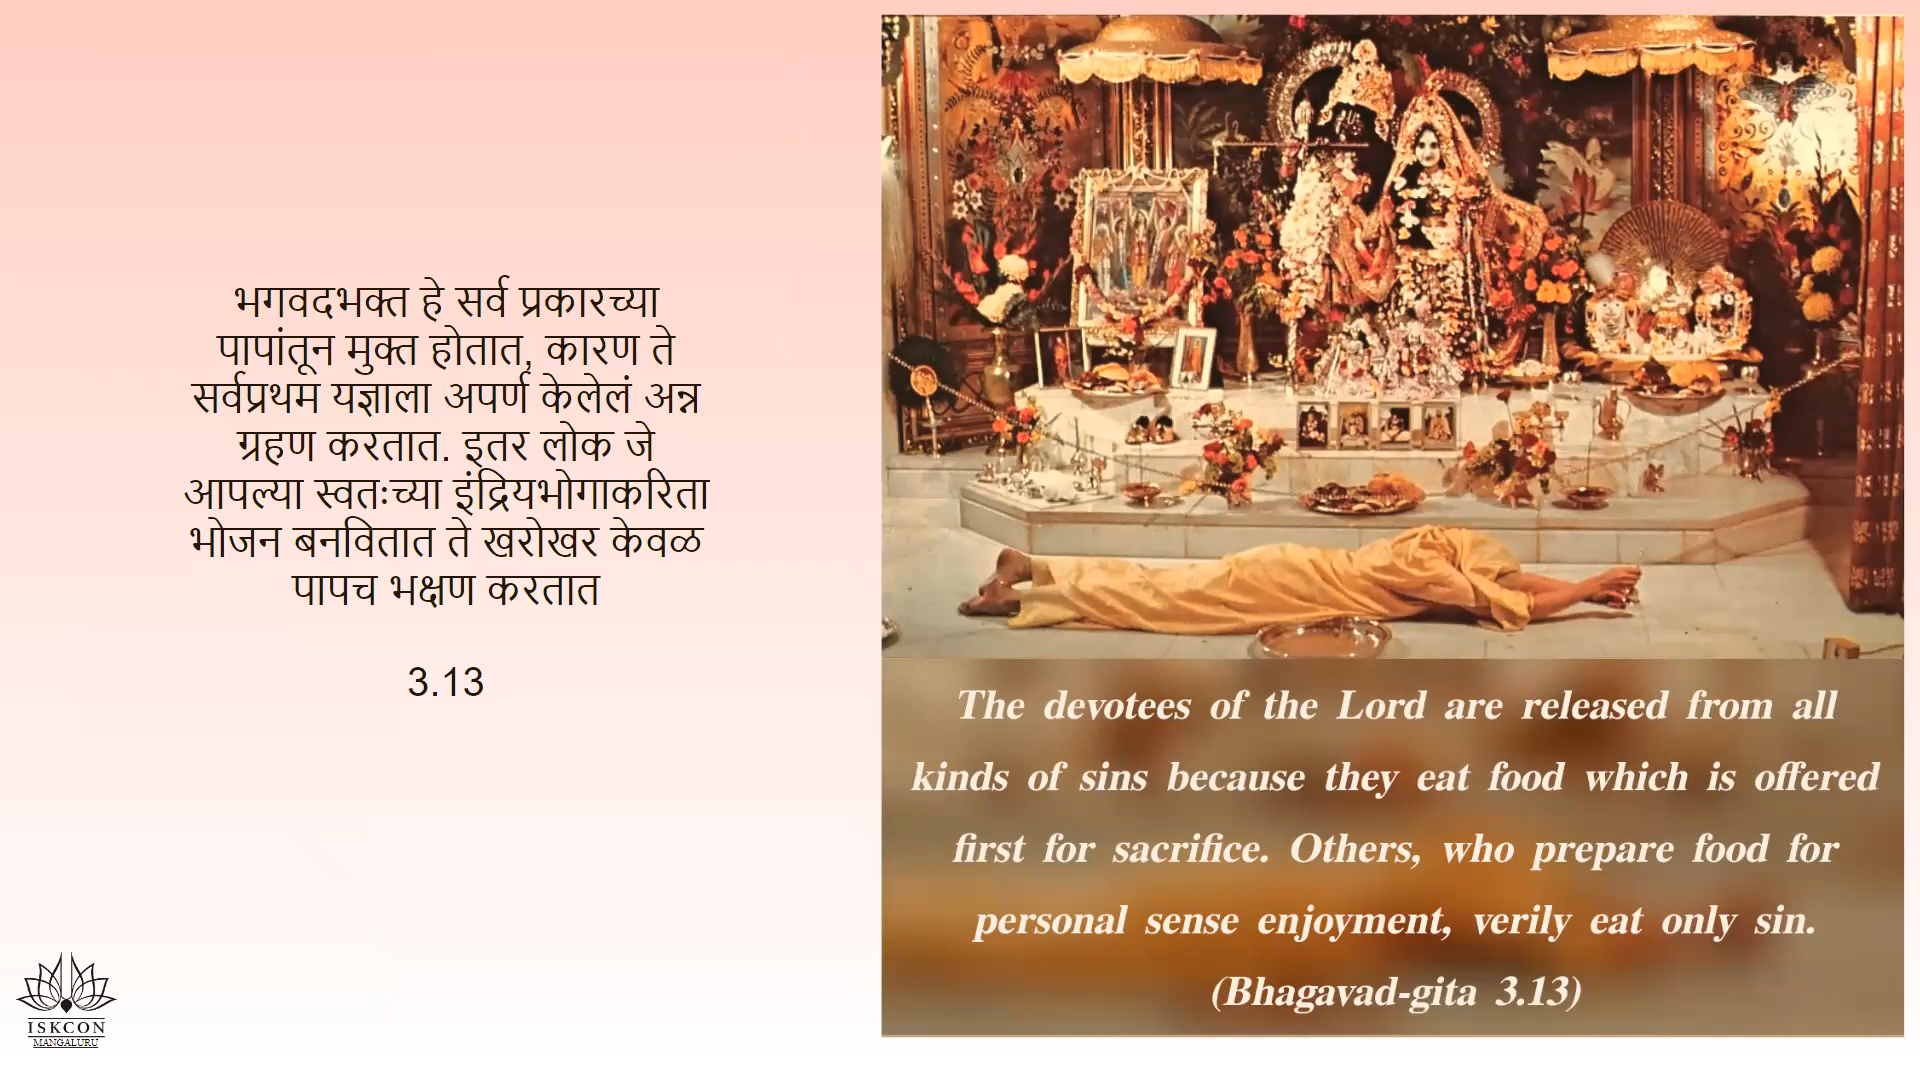 भगवदभक्त हे सर्व प्रकारच्या
पापांतून मुक्त होतात, कारण ते
सर्वप्रथम यज्ञाला अपर्ण केलेलं अन्न
ग्रहण करतात. इतर लोक जे
आपल्या स्वतःच्या इंद्रियभोगाकरिता
भोजन बनवितात ते खरोखर केवळ
पापच भक्षण करतात
3.13
The devotees of the Lord are released from all
kinds of sins because they eat food which is offered
first for sacrifice. Others, who prepare food for
personal sense enjoyment, verily eat only sin.
(Bhagavad-gita 3.13)
ISKCON
MANGALURU